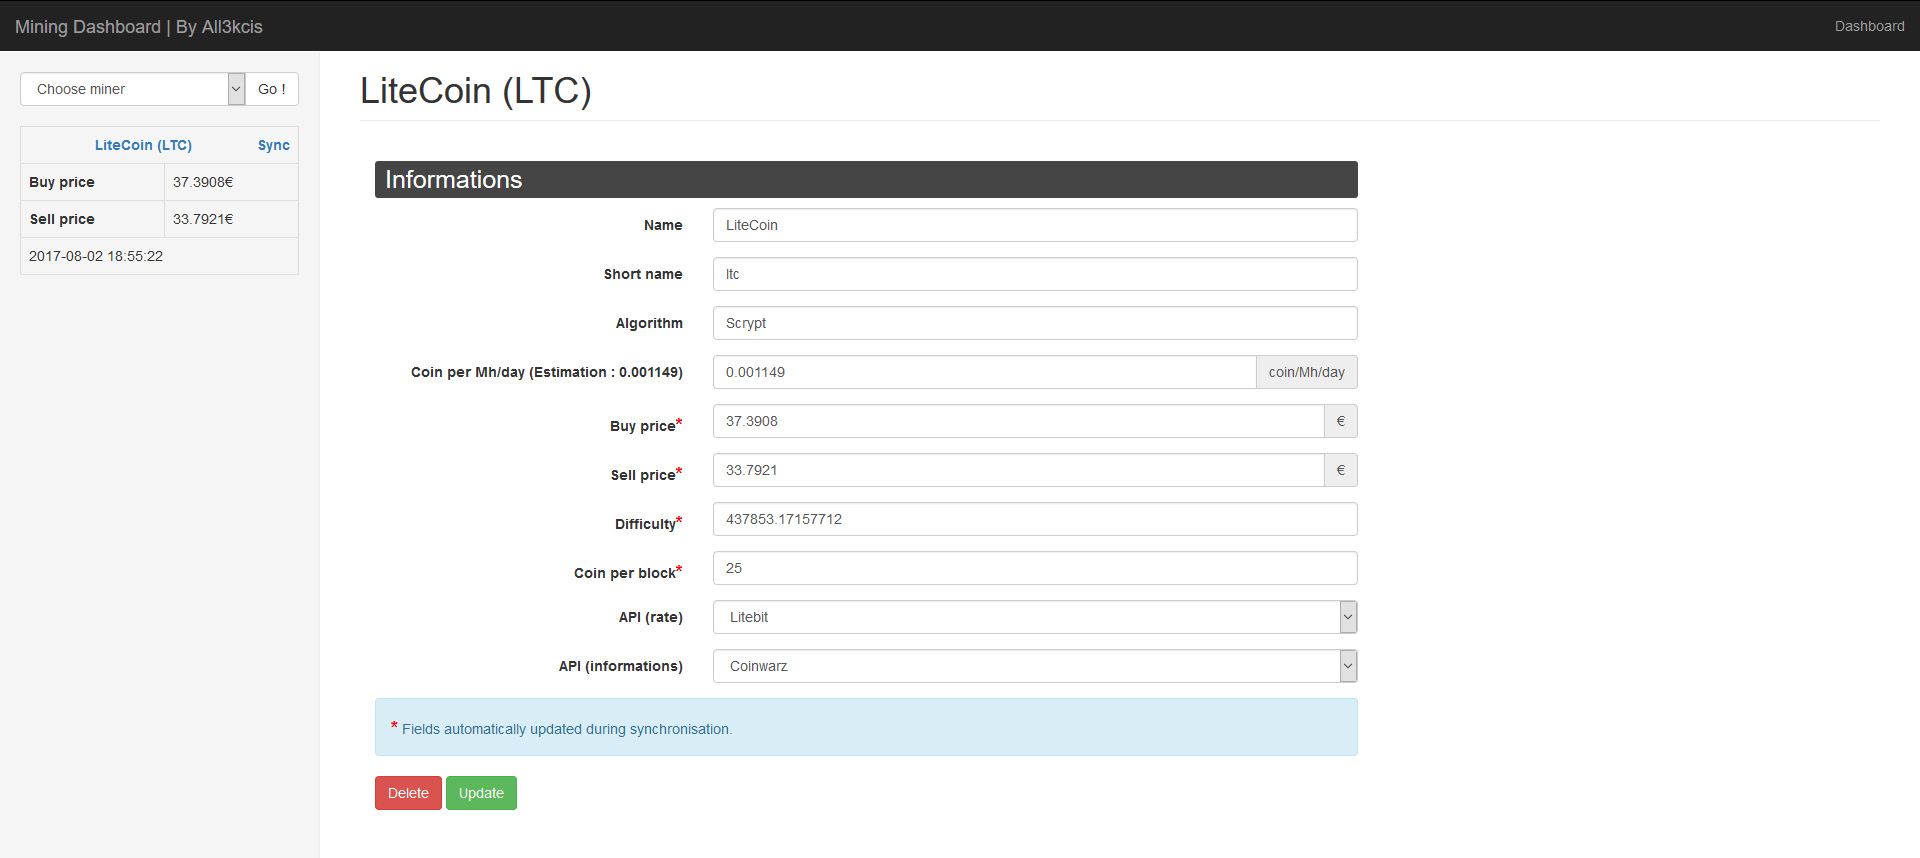 Mining Dashboard | By All3kcis
Dashboard
Choose miner
Go !
LiteCoin (LTC)
Sync
Buy price
37.3908€
Sell price
33.7921€
2017-08-02 18:55:22
LiteCoin (LTC)
Informations
Name
LiteCoin
Short name
ltc
Algorithm
Scrypt
Coin per Mh/day (Estimation : 0.001149)
0.001149
coin/Mh/day
Buy price*
37.3908
€
Sell price*
33.7921
€
Difficulty*
437853.17157712
Coin per block*
25
API (rate)
Litebit
API (informations)
Coinwarz
* Fields automatically updated during synchronisation.
Delete
Update